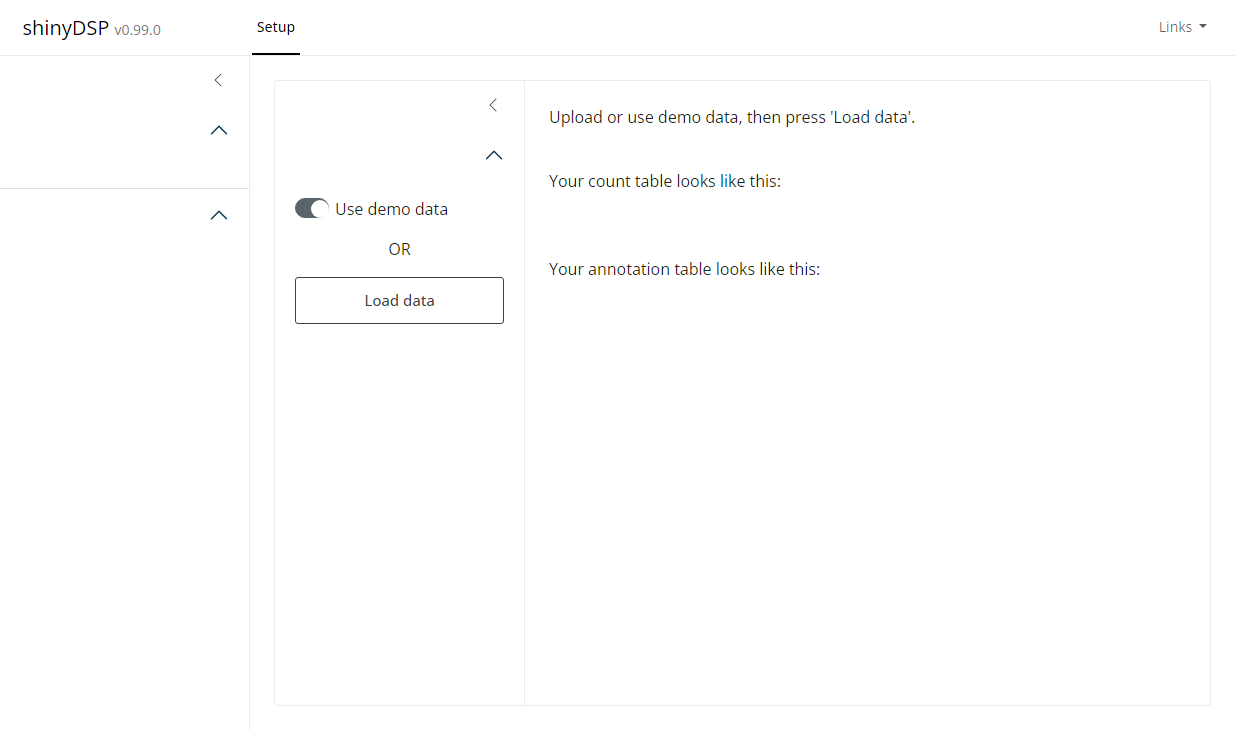 shinyDSP v0.99.0
Setup
Links
Upload or use demo data, then press 'Load data'.
Your count table looks like this:
Use demo data
OR
Your annotation table looks like this:
Load data